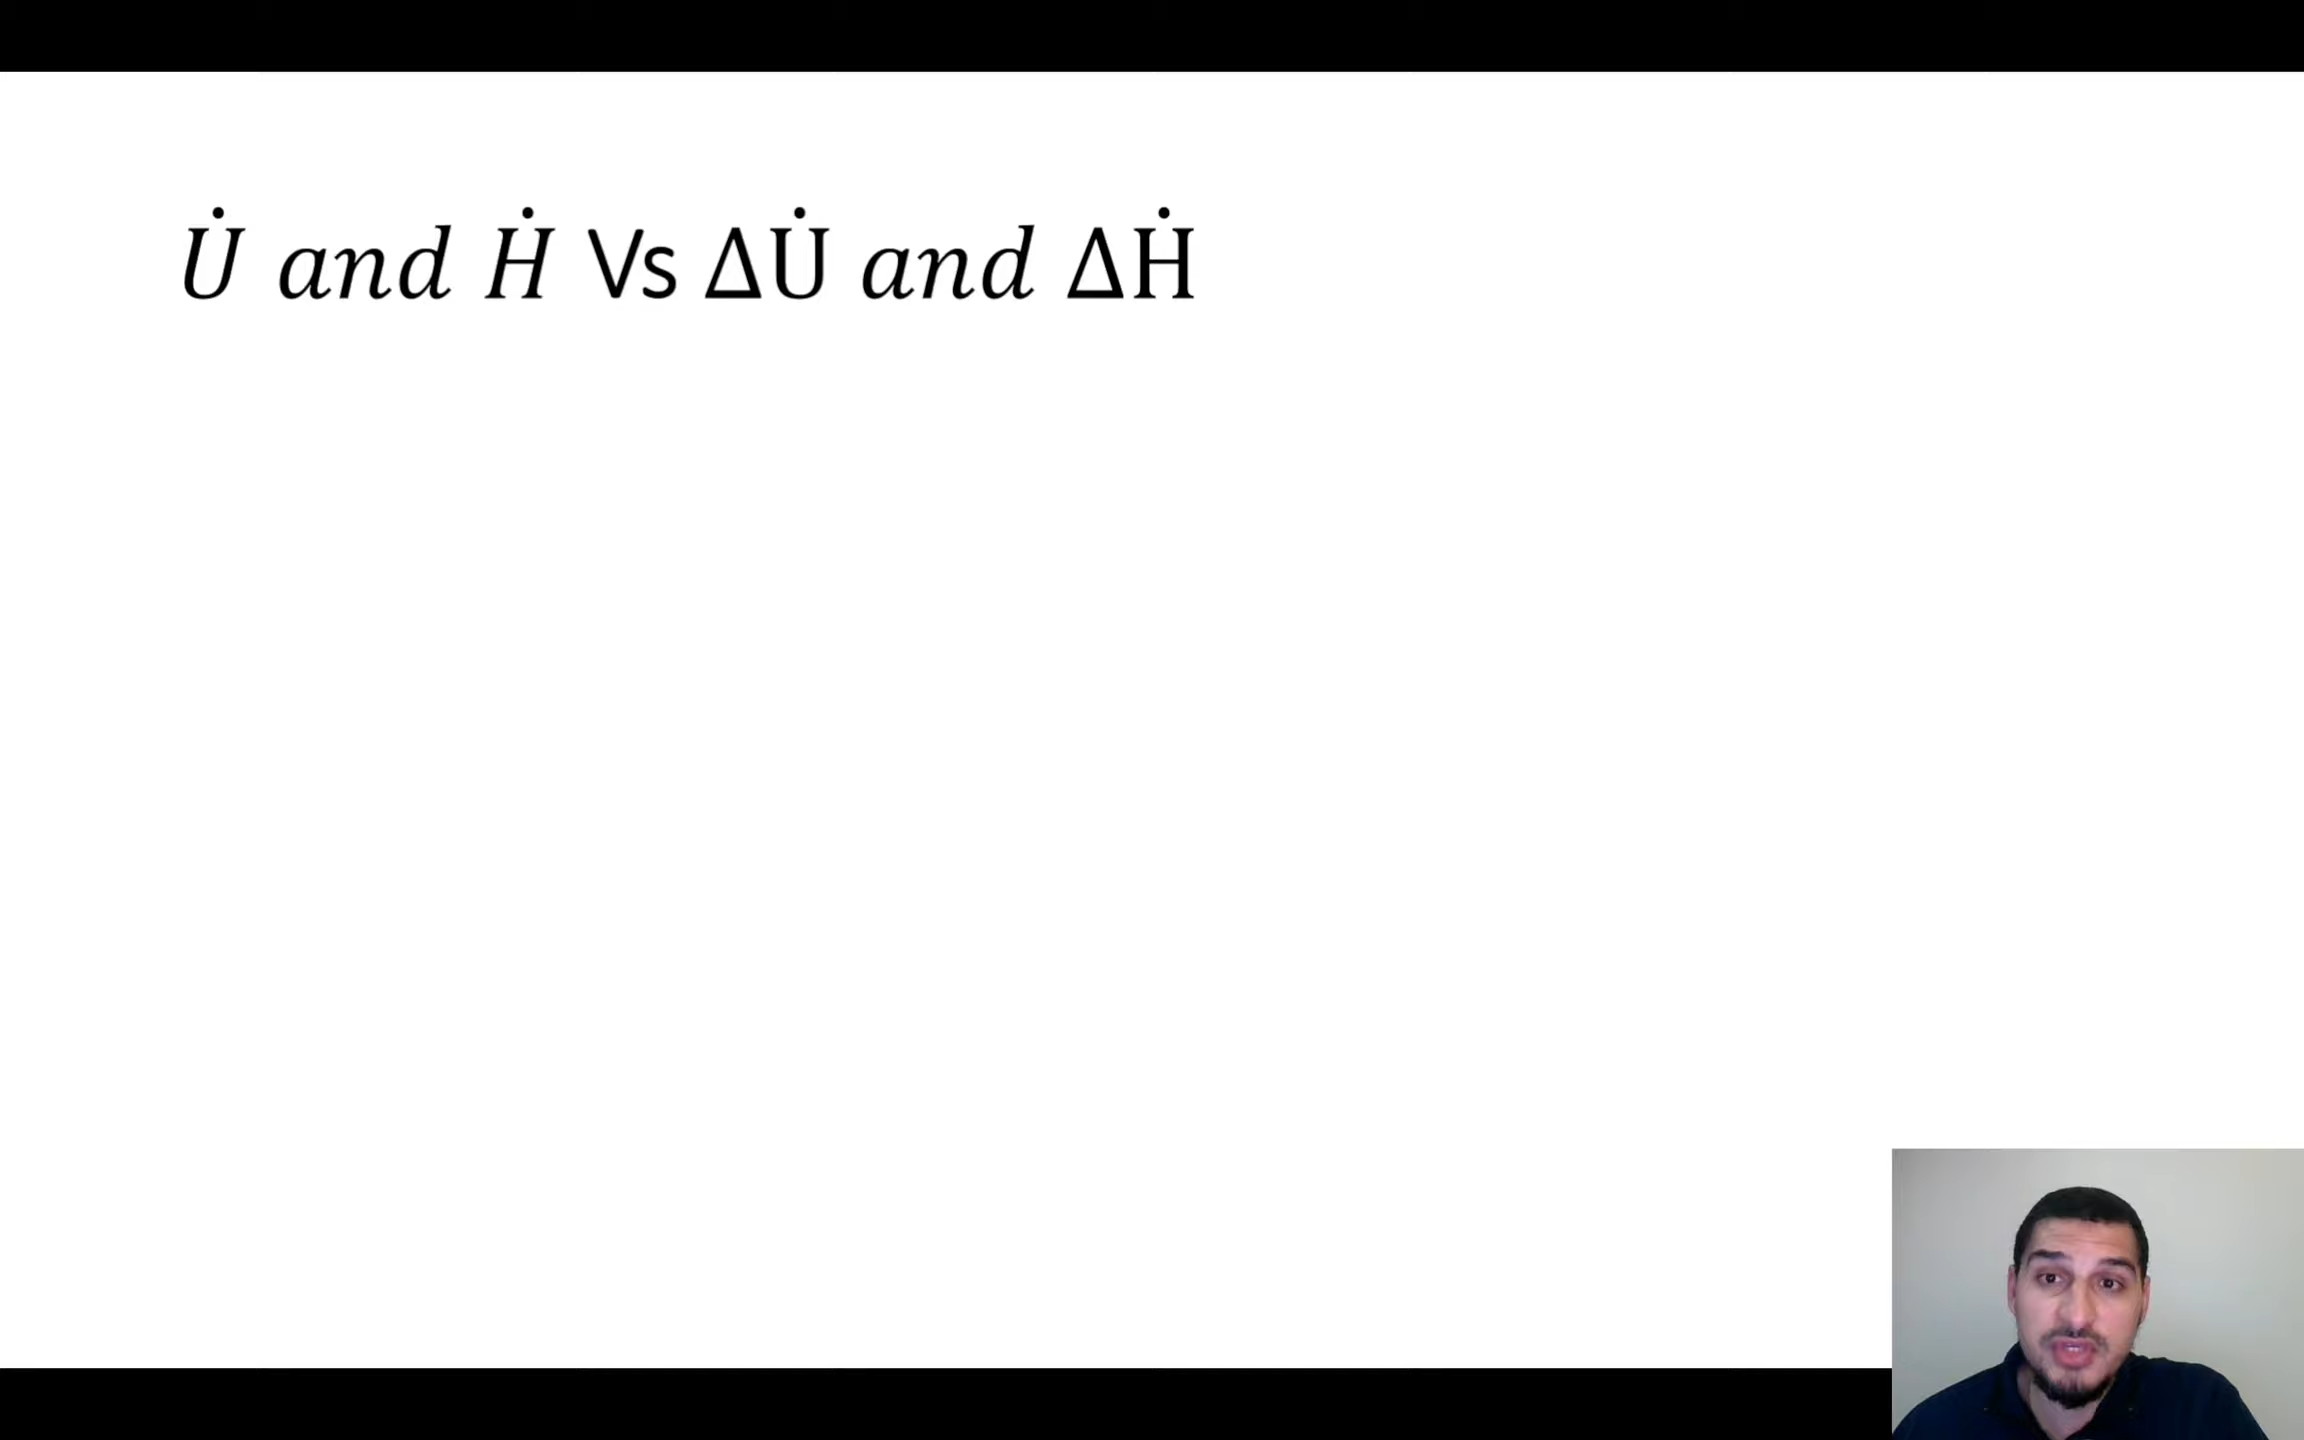 U̇ and Ḣ Vs ΔU̇ and ΔḢ